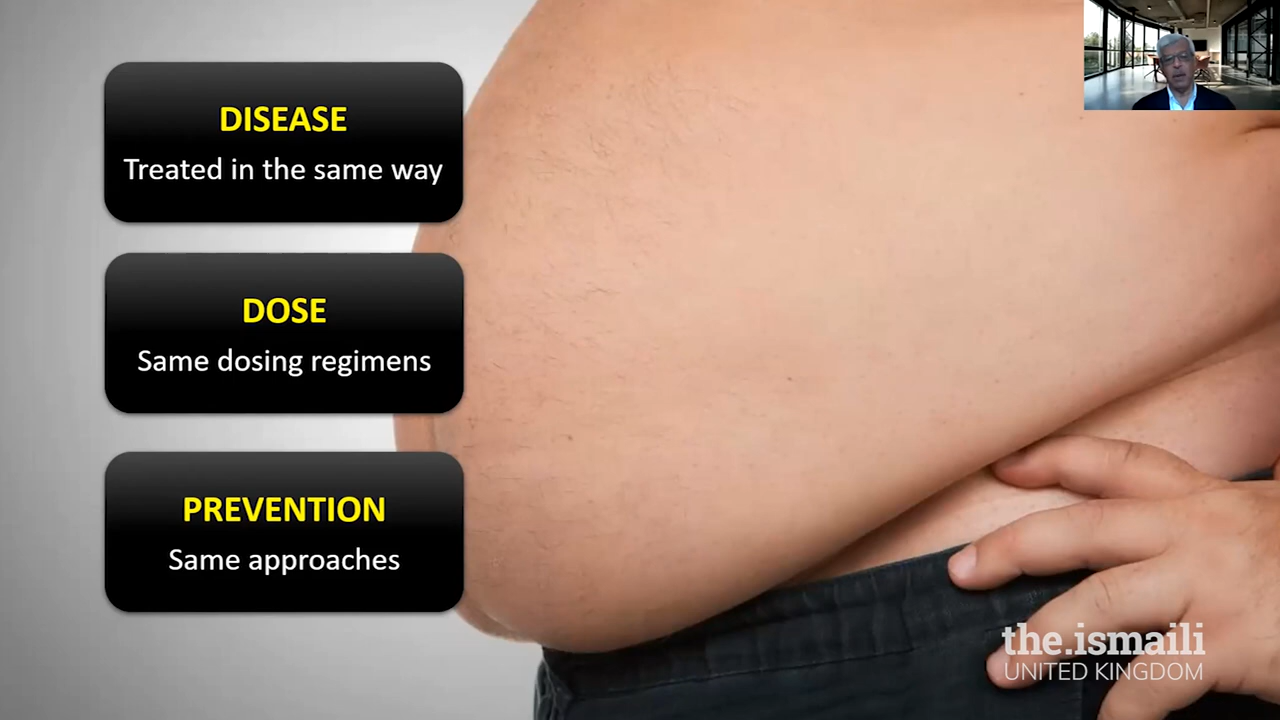 DISEASE
Treated in the same way
DOSE
Same dosing regimens
PREVENTION
Same approaches
the.ismaili
UNITED KINGDOM